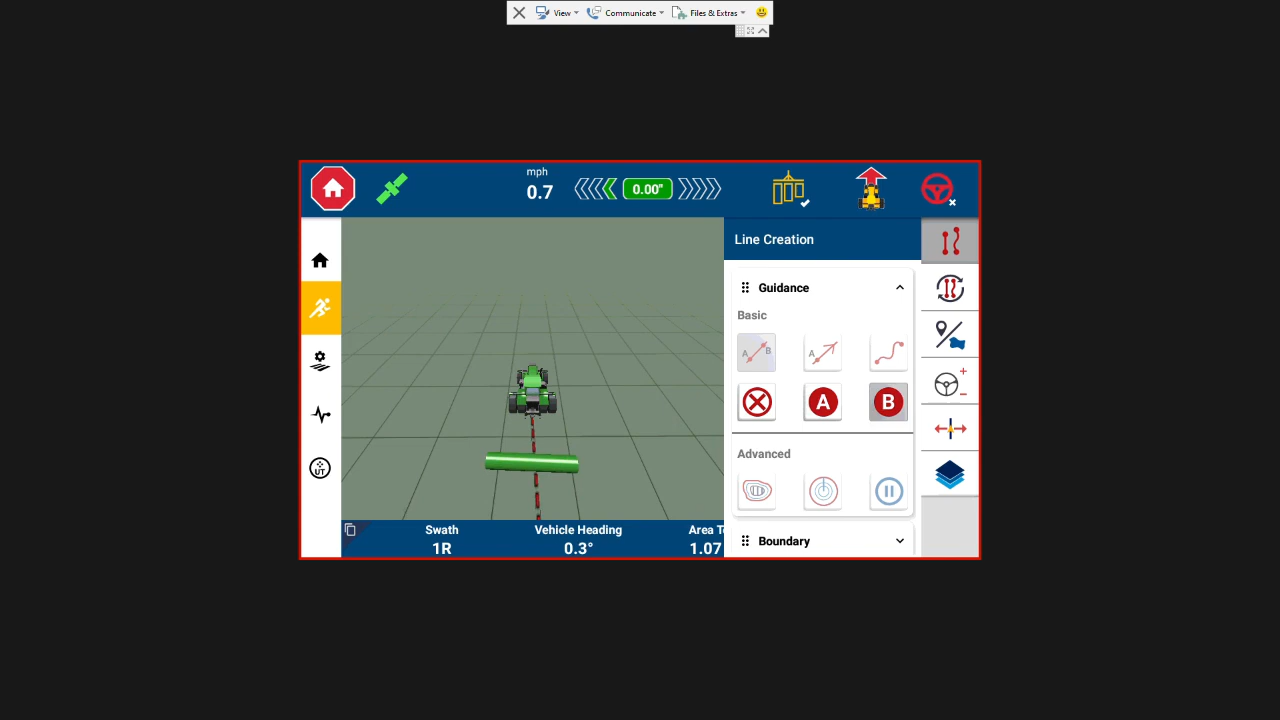 View
Communicate
Files & Extras
mph
0.7
0.00"
Line Creation
Guidance
Basic
A B
A
A
B
Advanced
Boundary
UT
Swath
1R
Vehicle Heading
0.3°
Area T
1.07